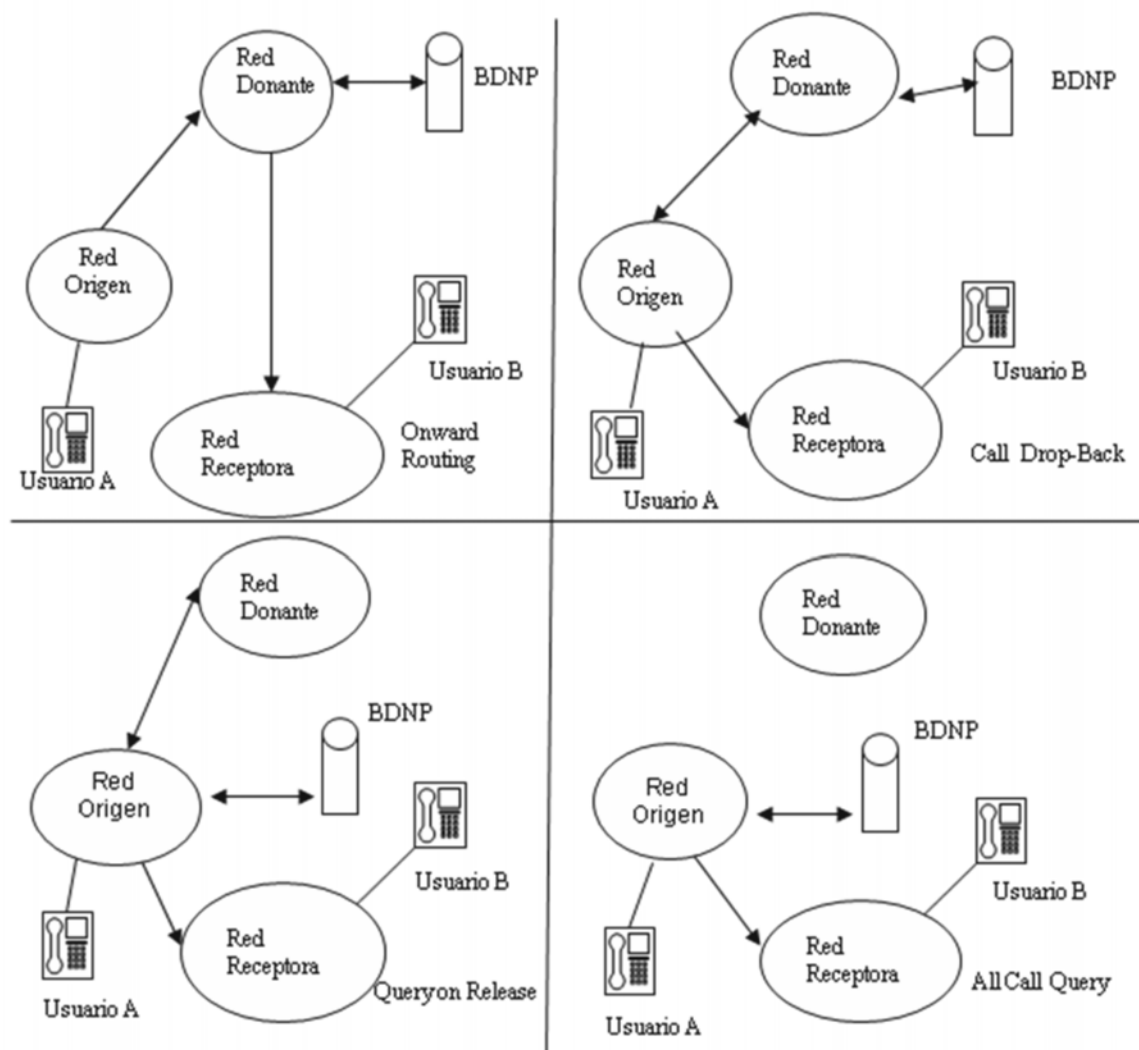 Red
Donante
BDNP
Red
Origen
Usuario B
Red
Receptora
Onward
Routing
Usuario A
Red
Donante
BDNP
Red
Origen
Usuario B
Red
Receptora
Call Drop-Back
Usuario A
Red
Donante
BDNP
Red
Origen
Usuario B
Red
Receptora
Query on Release
Usuario A
Red
Donante
BDNP
Red
Origen
Usuario B
Red
Receptora
All Call Query
Usuario A